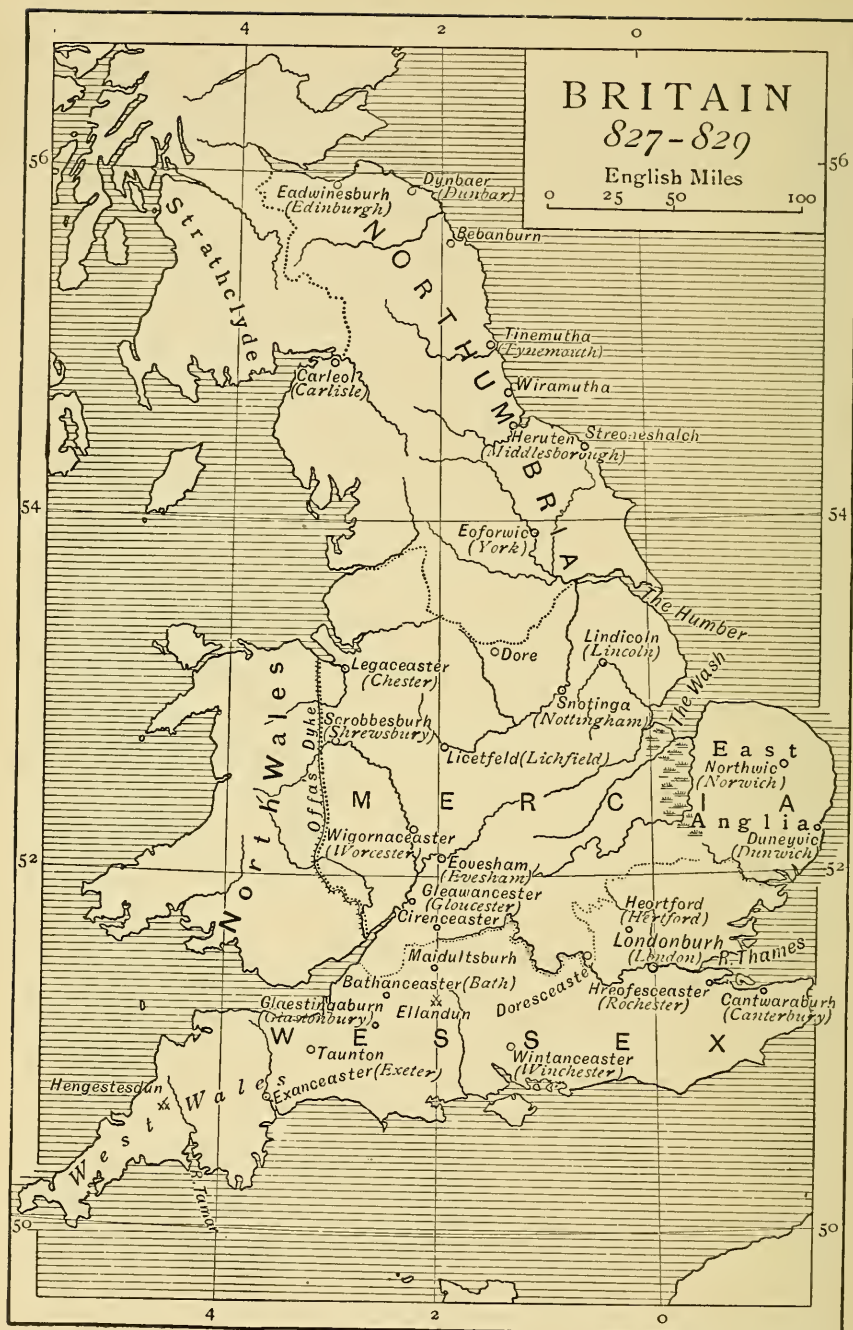 4
2
0
BRITAIN
827-829
English Miles
0 25 50 100
56
56
Eadwinesburh
(Edinburgh)
Dynbaer
(Dunbar)
Bebanburn
Strathclyde
NORTHUMBRIA
Tinemutha
(Tynemouth)
Carleol
(Carlisle)
Wiramutha
Heruten
(Middlesborough)
Streoneshalch
54
54
Eoforwic
(York)
The Humber
Lindicoln
(Lincoln)
Dore
Legaceaster
(Chester)
The Wash
Snotinga
(Nottingham)
North Wales
Offas Dyke
Scrobbesburh
(Shrewsbury)
Licetfeld (Lichfield)
East
Anglia
Northwic
(Norwich)
MERCIA
Duneyvic
(Dunwich)
Wigornaceaster
(Worcester)
52
52
Eovesham
(Evesham)
Gleawancester
(Gloucester)
Cirenceaster
Heortford
(Hertford)
Londonburh
(London)
R. Thames
Maidultsburh
Doresceaster
Bathanceaster (Bath)
Ellandun
Hreofesceaster
(Rochester)
Cantwaraburh
(Canterbury)
Glaestingaburn
(Glastonbury)
WESSEX
Taunton
Wintanceaster
(Winchester)
Exanceaster (Exeter)
Hengestesdun
West Wales
R. Tamar
50
50
4
2
0